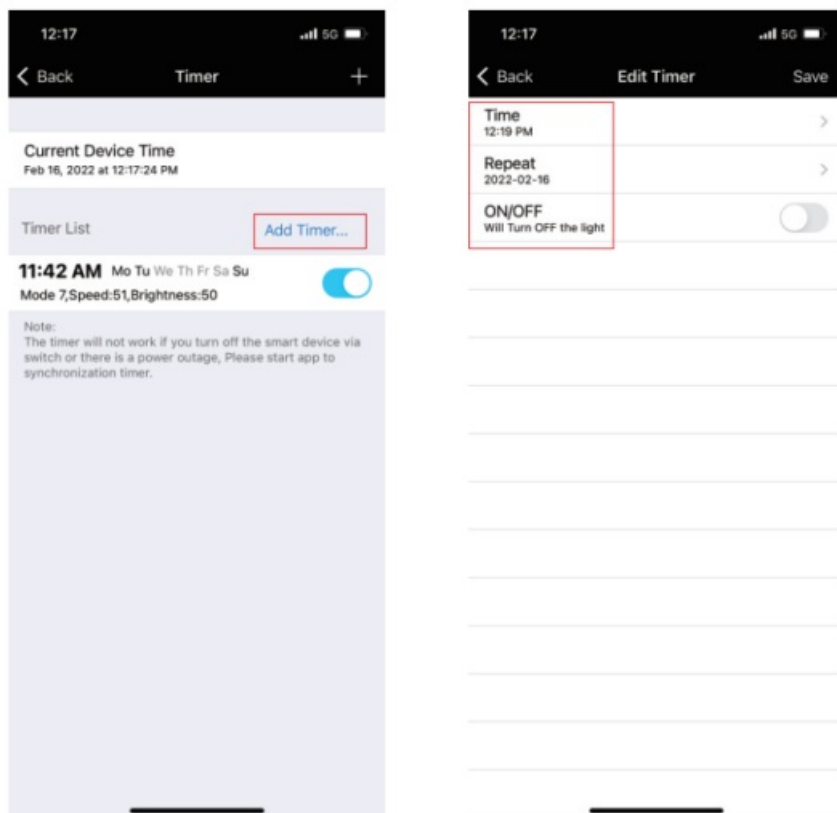 12:17
5G
Back
Timer
+
Current Device Time
Feb 16, 2022 at 12:17:24 PM
Timer List
Add Timer...
11:42 AM Mo Tu We Th Fr Sa Su
Mode 7,Speed:51,Brightness:50
Note:
The timer will not work if you turn off the smart device via
switch or there is a power outage, Please start app to
synchronization timer.
12:17
5G
Back
Edit Timer
Save
Time
12:19 PM
Repeat
2022-02-16
ON/OFF
Will Turn OFF the light